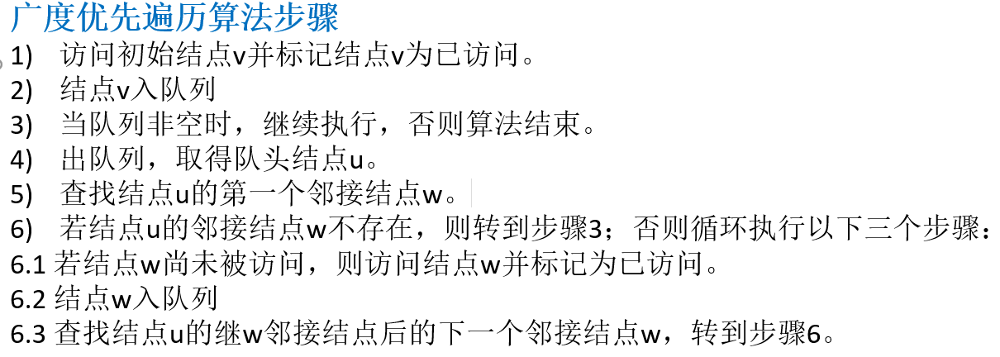 广度优先遍历算法步骤
1) 访问初始结点v并标记结点v为已访问。
2) 结点v入队列
3) 当队列非空时，继续执行，否则算法结束。
4) 出队列，取得队头结点u。
5) 查找结点u的第一个邻接结点w。
6) 若结点u的邻接结点w不存在，则转到步骤3；否则循环执行以下三个步骤：
6.1 若结点w尚未被访问，则访问结点w并标记为已访问。
6.2 结点w入队列
6.3 查找结点u的继w邻接结点后的下一个邻接结点w，转到步骤6。